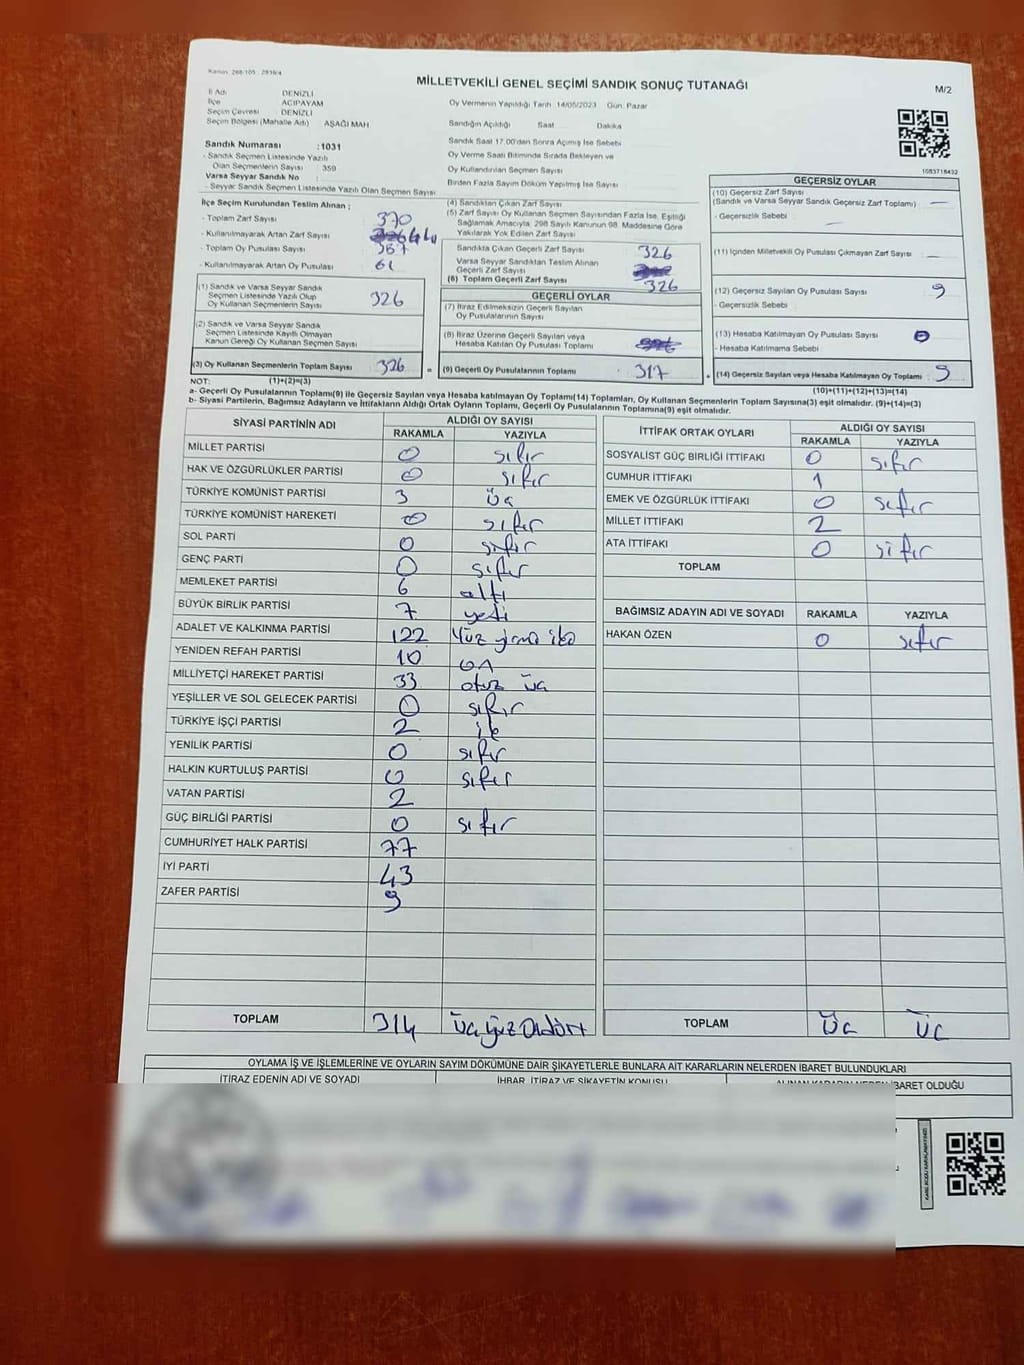 Kanun: 298/105 : 2839/4
MİLLETVEKİLİ GENEL SEÇİMİ SANDIK SONUÇ TUTANAĞI
M/2
İl Adı DENİZLİ
İlçe ACIPAYAM
Seçim Çevresi DENİZLİ
Seçim Bölgesi (Mahalle Adı) AŞAĞI MAH
Oy Vermenin Yapıldığı Tarih 14/05/2023 Gün: Pazar
Sandığın Açıldığı Saat Dakika
Sandık Saat 17.00'den Sonra Açılmış İse Sebebi
Oy Verme Saati Bitiminde Sırada Bekleyen ve
Oy Kullandırılan Seçmen Sayısı
Birden Fazla Sayım Döküm Yapılmış İse Sayısı
Sandık Numarası : 1031
- Sandık Seçmen Listesinde Yazılı
Olan Seçmenlerin Sayısı : 359
Varsa Seyyar Sandık No :
- Seyyar Sandık Seçmen Listesinde Yazılı Olan Seçmen Sayısı
1083718432
İlçe Seçim Kurulundan Teslim Alınan ;
- Toplam Zarf Sayısı 370
- Kullanılmayarak Artan Zarf Sayısı 44
- Toplam Oy Pusulası Sayısı
- Kullanılmayarak Artan Oy Pusulası 61
(1) Sandık ve Varsa Seyyar Sandık
Seçmen Listesinde Yazılı Olup
Oy Kullanan Seçmenlerin Sayısı 326
(2) Sandık ve Varsa Seyyar Sandık
Seçmen Listesinde Kayıtlı Olmayan
Kanun Gereği Oy Kullanan Seçmen Sayısı
(3) Oy Kullanan Seçmenlerin Toplam Sayısı 326 =
(4) Sandıktan Çıkan Zarf Sayısı
(5) Zarf Sayısı Oy Kullanan Seçmen Sayısından Fazla İse, Eşitliği
Sağlamak Amacıyla, 298 Sayılı Kanunun 98. Maddesine Göre
Yakılarak Yok Edilen Zarf Sayısı
Sandıkta Çıkan Geçerli Zarf Sayısı 326
Varsa Seyyar Sandıktan Teslim Alınan
Geçerli Zarf Sayısı
(6) Toplam Geçerli Zarf Sayısı 326
GEÇERLİ OYLAR
(7) İtiraz Edilmeksizin Geçerli Sayılan
Oy Pusulalarının Sayısı
(8) İtiraz Üzerine Geçerli Sayılan veya
Hesaba Katılan Oy Pusulaları Toplamı
(9) Geçerli Oy Pusulalarının Toplamı 317 +
GEÇERSİZ OYLAR
(10) Geçersiz Zarf Sayısı
(Sandık ve Varsa Seyyar Sandık Geçersiz Zarf Toplamı) —
- Geçersizlik Sebebi —
(11) İçinden Milletvekili Oy Pusulası Çıkmayan Zarf Sayısı —
(12) Geçersiz Sayılan Oy Pusulası Sayısı 9
- Geçersizlik Sebebi
(13) Hesaba Katılmayan Oy Pusulası Sayısı 0
- Hesaba Katılmama Sebebi
(14) Geçersiz Sayılan veya Hesaba Katılmayan Oy Toplamı 9
NOT: (1)+(2)=(3) (10)+(11)+(12)+(13)=(14)
a- Geçerli Oy Pusulalarının Toplamı(9) ile Geçersiz Sayılan veya Hesaba katılmayan Oy Toplamı(14) Toplamları, Oy Kullanan Seçmenlerin Toplam Sayısına(3) eşit olmalıdır. (9)+(14)=(3)
b- Siyasi Partilerin, Bağımsız Adayların ve İttifakların Aldığı Ortak Oyların Toplamı, Geçerli Oy Pusulalarının Toplamına(9) eşit olmalıdır.
SİYASİ PARTİNİN ADI ALDIĞI OY SAYISI
RAKAMLA YAZIYLA
MİLLET PARTİSİ 0 sıfır
HAK VE ÖZGÜRLÜKLER PARTİSİ 0 sıfır
TÜRKİYE KOMÜNİST PARTİSİ 3 üç
TÜRKİYE KOMÜNİST HAREKETİ 0 sıfır
SOL PARTİ 0 sıfır
GENÇ PARTİ 0 sıfır
MEMLEKET PARTİSİ 6 altı
BÜYÜK BİRLİK PARTİSİ 7 yedi
ADALET VE KALKINMA PARTİSİ 122 Yüz yirmi iki
YENİDEN REFAH PARTİSİ 10 on
MİLLİYETÇİ HAREKET PARTİSİ 33 otuz üç
YEŞİLLER VE SOL GELECEK PARTİSİ 0 sıfır
TÜRKİYE İŞÇİ PARTİSİ 2 iki
YENİLİK PARTİSİ 0 sıfır
HALKIN KURTULUŞ PARTİSİ 0 sıfır
VATAN PARTİSİ 2
GÜÇ BİRLİĞİ PARTİSİ 0 sıfır
CUMHURİYET HALK PARTİSİ 77
İYİ PARTİ 43
ZAFER PARTİSİ 9
TOPLAM 314 üç yüz Ondört
İTTİFAK ORTAK OYLARI ALDIĞI OY SAYISI
RAKAMLA YAZIYLA
SOSYALİST GÜÇ BİRLİĞİ İTTİFAKI 0 sıfır
CUMHUR İTTİFAKI 1
EMEK VE ÖZGÜRLÜK İTTİFAKI 0 sıfır
MİLLET İTTİFAKI 2
ATA İTTİFAKI 0 sıfır
TOPLAM
BAĞIMSIZ ADAYIN ADI VE SOYADI RAKAMLA YAZIYLA
HAKAN ÖZEN 0 sıfır
TOPLAM üç üç
OYLAMA İŞ VE İŞLEMLERİNE VE OYLARIN SAYIM DÖKÜMÜNE DAİR ŞİKAYETLERLE BUNLARA AİT KARARLARIN NELERDEN İBARET BULUNDUKLARI
İTİRAZ EDENİN ADI VE SOYADI İHBAR, İTİRAZ VE ŞİKAYETİN KONUSU ALINAN KARARIN NEDEN İBARET OLDUĞU